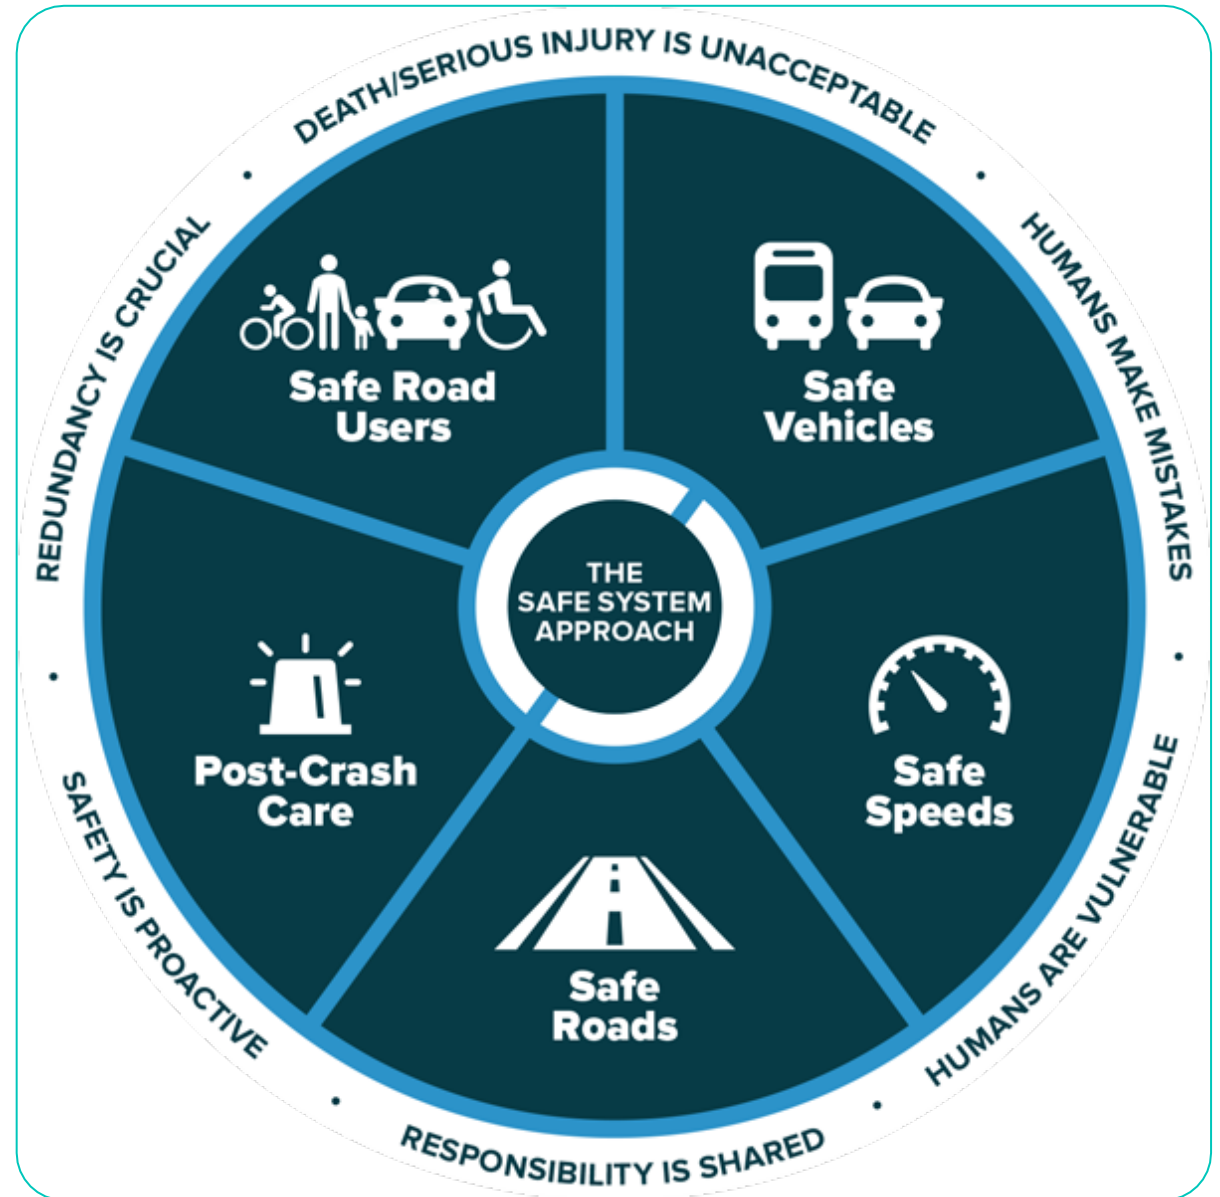 DEATH/SERIOUS INJURY IS UNACCEPTABLE
HUMANS MAKE MISTAKES
HUMANS ARE VULNERABLE
RESPONSIBILITY IS SHARED
SAFETY IS PROACTIVE
REDUNDANCY IS CRUCIAL
Safe Road
Users
Safe
Vehicles
Safe
Speeds
Safe
Roads
Post-Crash
Care
THE
SAFE SYSTEM
APPROACH